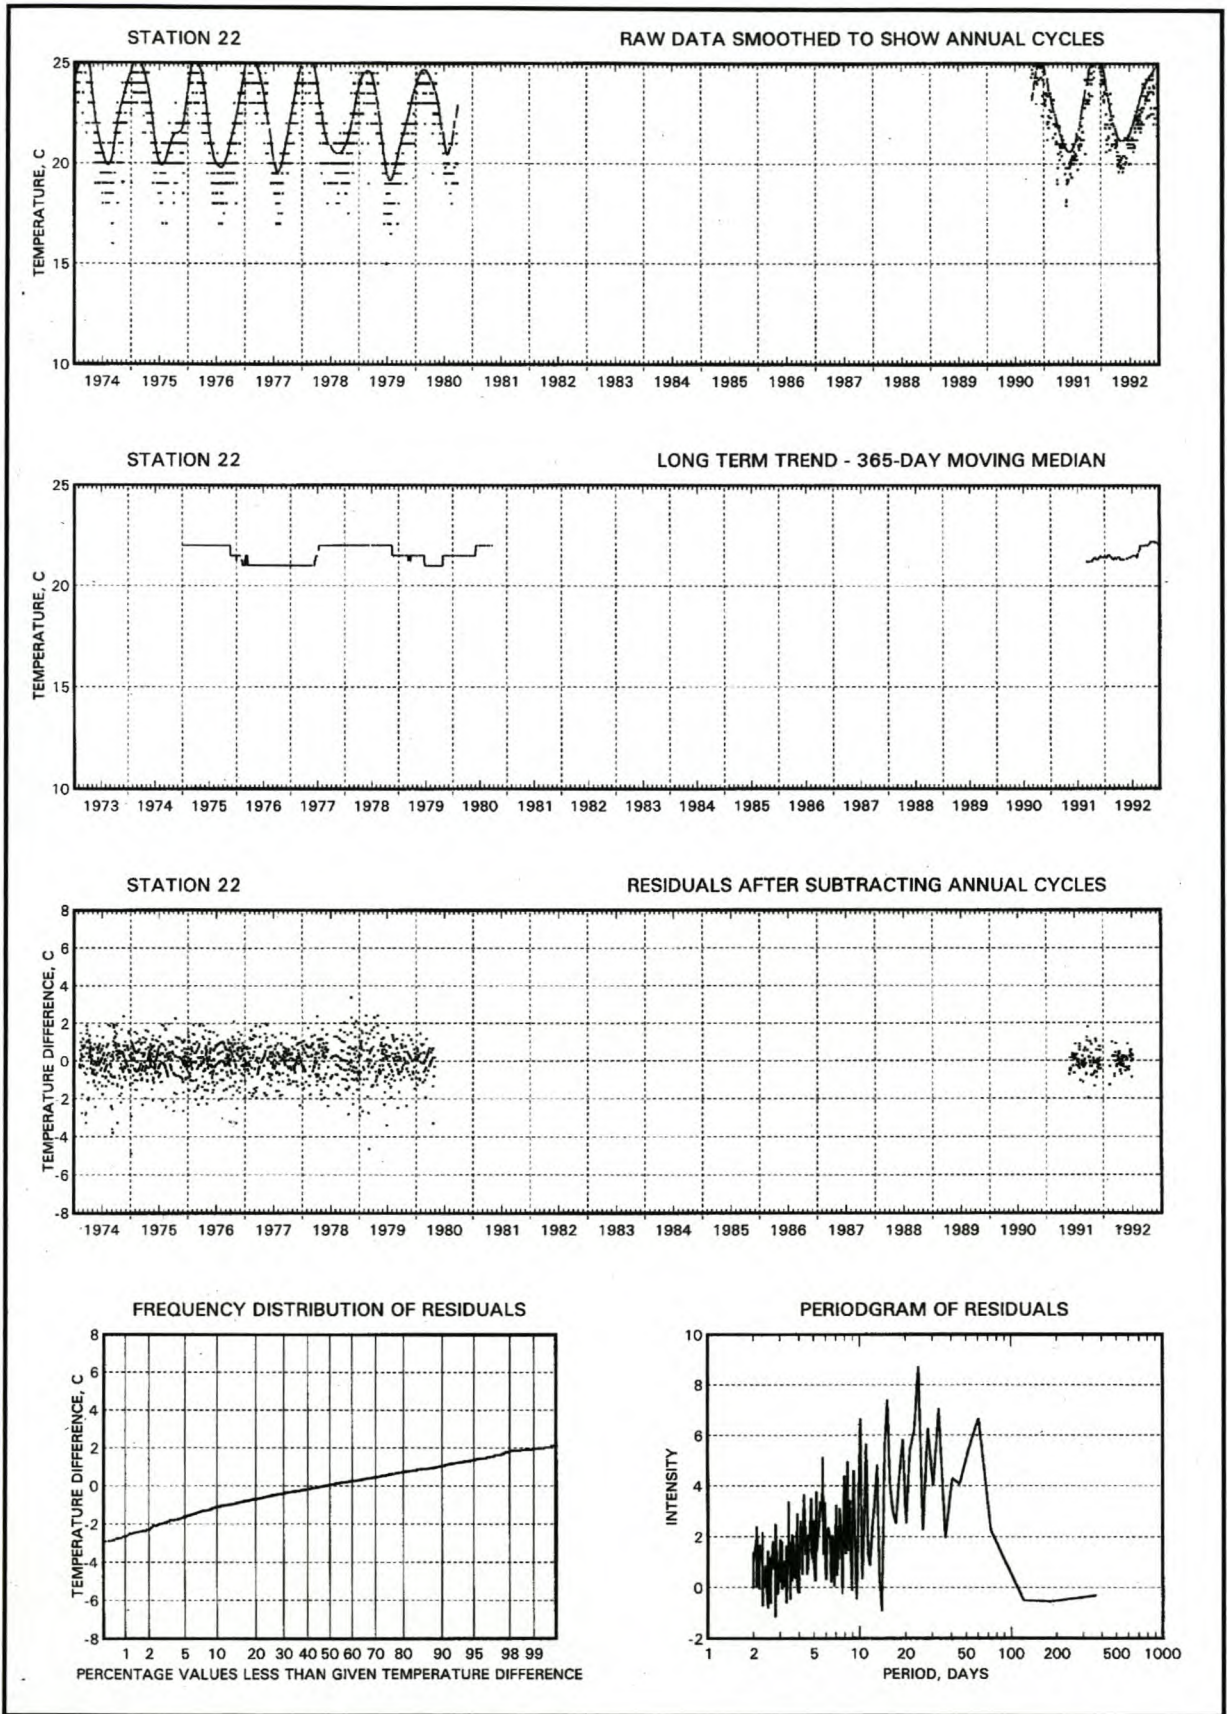 STATION 22 RAW DATA SMOOTHED TO SHOW ANNUAL CYCLES
TEMPERATURE, C
25
20
15
10
1974 1975 1976 1977 1978 1979 1980 1981 1982 1983 1984 1985 1986 1987 1988 1989 1990 1991 1992
STATION 22 LONG TERM TREND - 365-DAY MOVING MEDIAN
TEMPERATURE, C
25
20
15
10
1973 1974 1975 1976 1977 1978 1979 1980 1981 1982 1983 1984 1985 1986 1987 1988 1989 1990 1991 1992
STATION 22 RESIDUALS AFTER SUBTRACTING ANNUAL CYCLES
TEMPERATURE DIFFERENCE, C
8
6
4
2
0
-2
-4
-6
-8
1974 1975 1976 1977 1978 1979 1980 1981 1982 1983 1984 1985 1986 1987 1988 1989 1990 1991 1992
FREQUENCY DISTRIBUTION OF RESIDUALS
TEMPERATURE DIFFERENCE, C
8
6
4
2
0
-2
-4
-6
-8
1 2 5 10 20 30 40 50 60 70 80 90 95 98 99
PERCENTAGE VALUES LESS THAN GIVEN TEMPERATURE DIFFERENCE
PERIODGRAM OF RESIDUALS
INTENSITY
10
8
6
4
2
0
-2
1 2 5 10 20 50 100 200 500 1000
PERIOD, DAYS